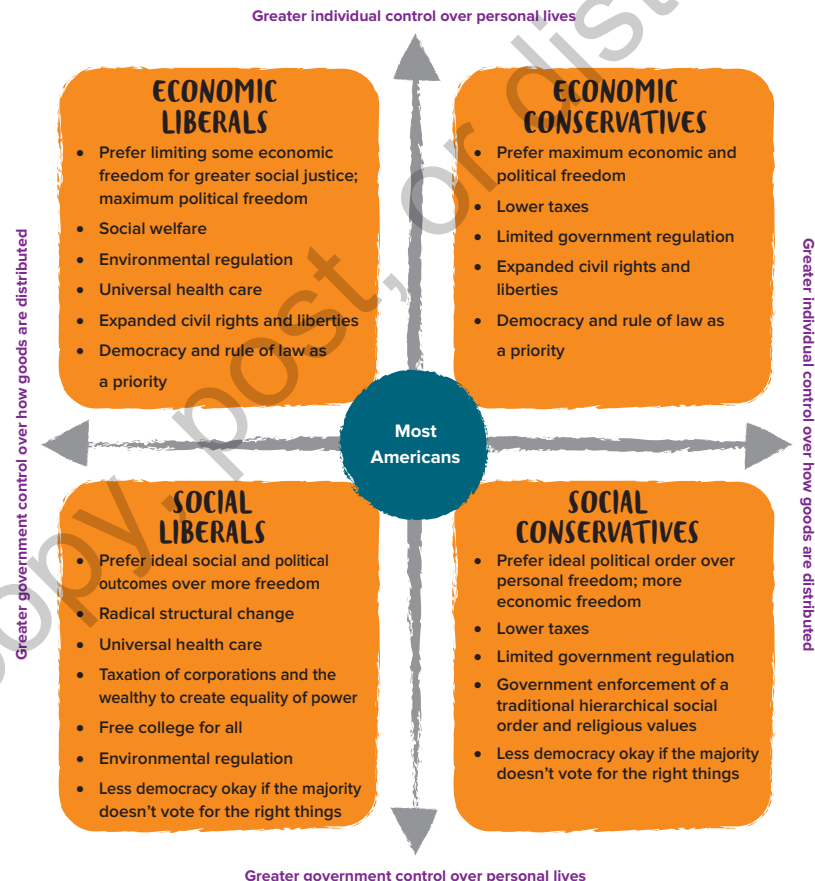 Greater individual control over personal lives
ECONOMIC
LIBERALS
• Prefer limiting some economic
freedom for greater social justice;
maximum political freedom
• Social welfare
• Environmental regulation
• Universal health care
• Expanded civil rights and liberties
• Democracy and rule of law as
a priority
ECONOMIC
CONSERVATIVES
• Prefer maximum economic and
political freedom
• Lower taxes
• Limited government regulation
• Expanded civil rights and
liberties
• Democracy and rule of law as
a priority
Greater government control over how goods are distributed
Most
Americans
Greater individual control over how goods are distributed
SOCIAL
LIBERALS
• Prefer ideal social and political
outcomes over more freedom
• Radical structural change
• Universal health care
• Taxation of corporations and the
wealthy to create equality of power
• Free college for all
• Environmental regulation
• Less democracy okay if the majority
doesn't vote for the right things
SOCIAL
CONSERVATIVES
• Prefer ideal political order over
personal freedom; more
economic freedom
• Lower taxes
• Limited government regulation
• Government enforcement of a
traditional hierarchical social
order and religious values
• Less democracy okay if the majority
doesn't vote for the right things
Greater government control over personal lives
copy, post, or dist